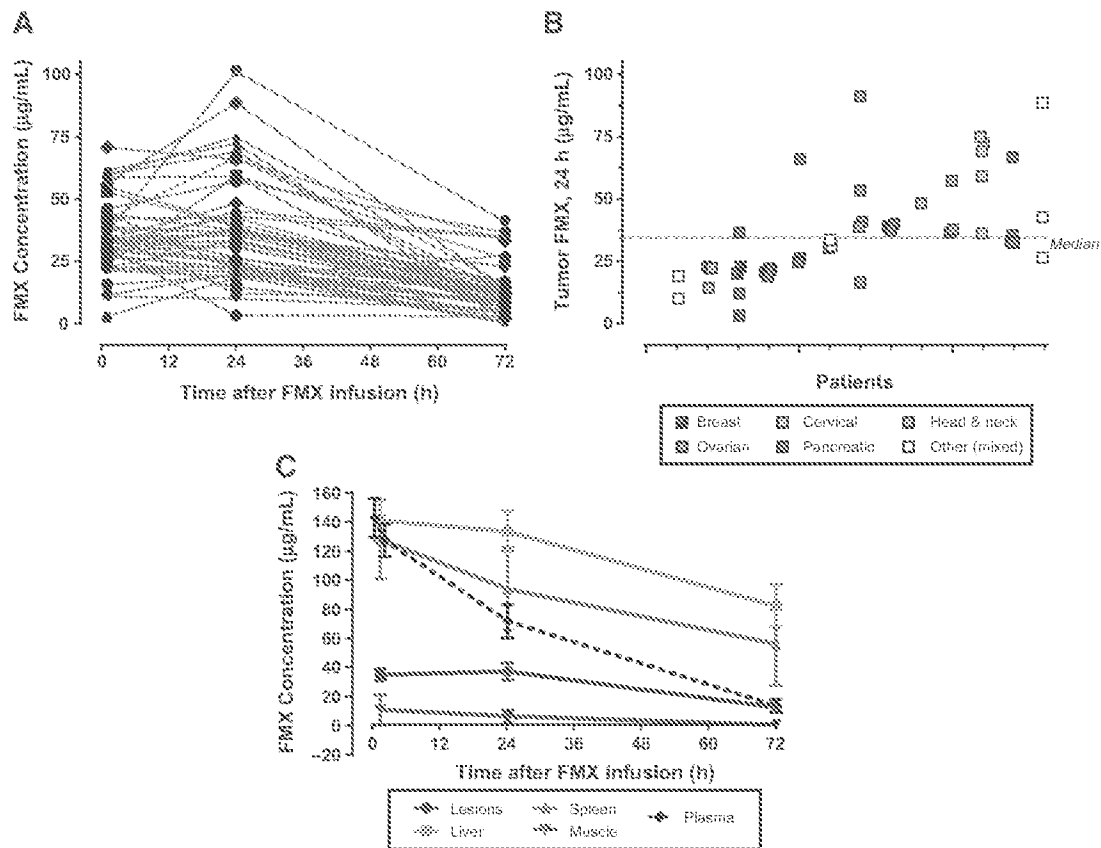 A
FMX Concentration (µg/mL)
100
75
50
25
0
0 12 24 36 48 60 72
Time after FMX infusion (h)
B
Tumor FMX, 24 h (µg/mL)
100
75
50
25
0
Median
Patients
Breast Cervical Head & neck
Ovarian Pancreatic Other (mixed)
C
FMX Concentration (µg/mL)
160
140
120
100
80
60
40
20
0
-20
0 12 24 36 48 60 72
Time after FMX infusion (h)
Lesions Spleen Plasma
Liver Muscle